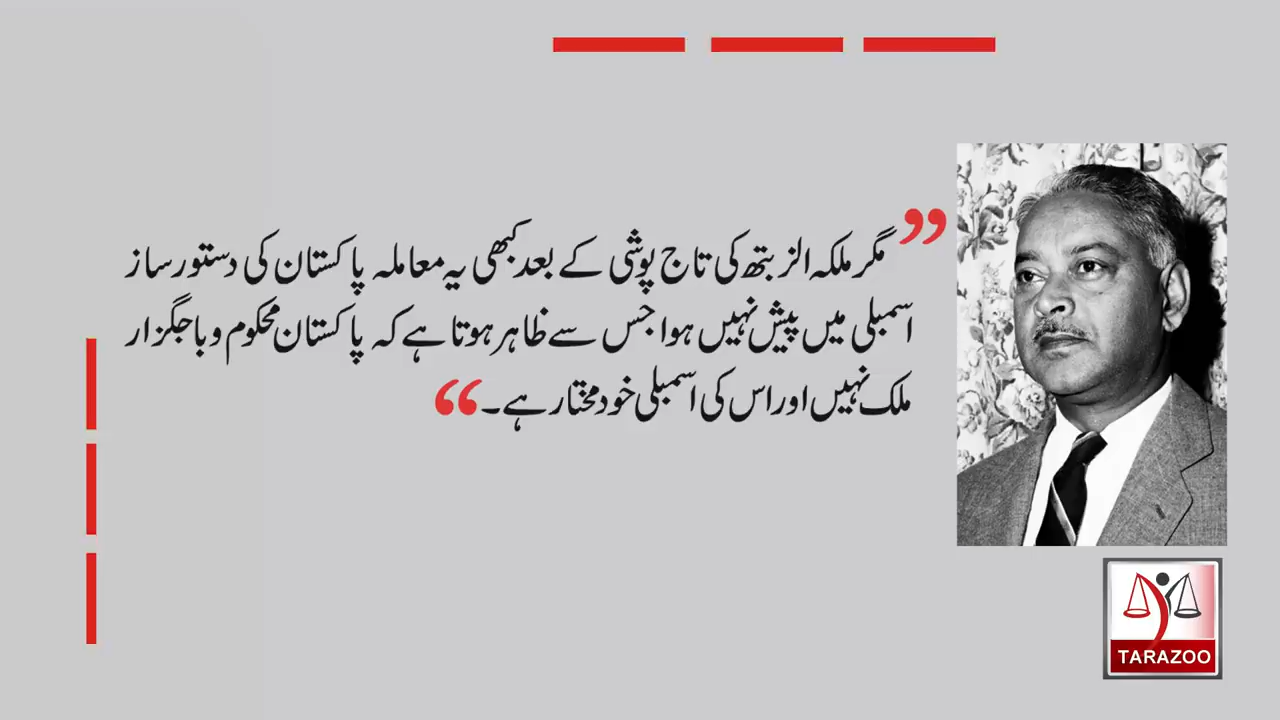 ”مگر ملکہ الزبتھ کی تاج پوشی کے بعد کبھی یہ معاملہ پاکستان کی دستور ساز
اسمبلی میں پیش نہیں ہوا جس سے ظاہر ہوتا ہے کہ پاکستان محکوم و باجگزار
ملک نہیں اور اس کی اسمبلی خود مختار ہے۔“
TARAZOO